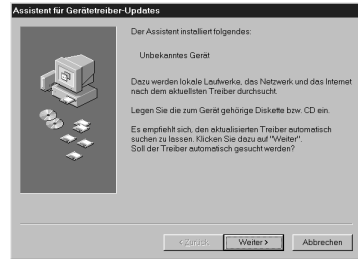 Assistent für Gerätetreiber-Updates
Der Assistent installiert folgendes:
Unbekanntes Gerät
Dazu werden lokale Laufwerke, das Netzwerk und das Internet
nach dem aktuellsten Treiber durchsucht.
Legen Sie die zum Gerät gehörige Diskette bzw. CD ein.
Es empfiehlt sich, den aktualisierten Treiber automatisch
suchen zu lassen. Klicken Sie dazu auf "Weiter".
Soll der Treiber automatisch gesucht werden?
< Zurück
Weiter >
Abbrechen